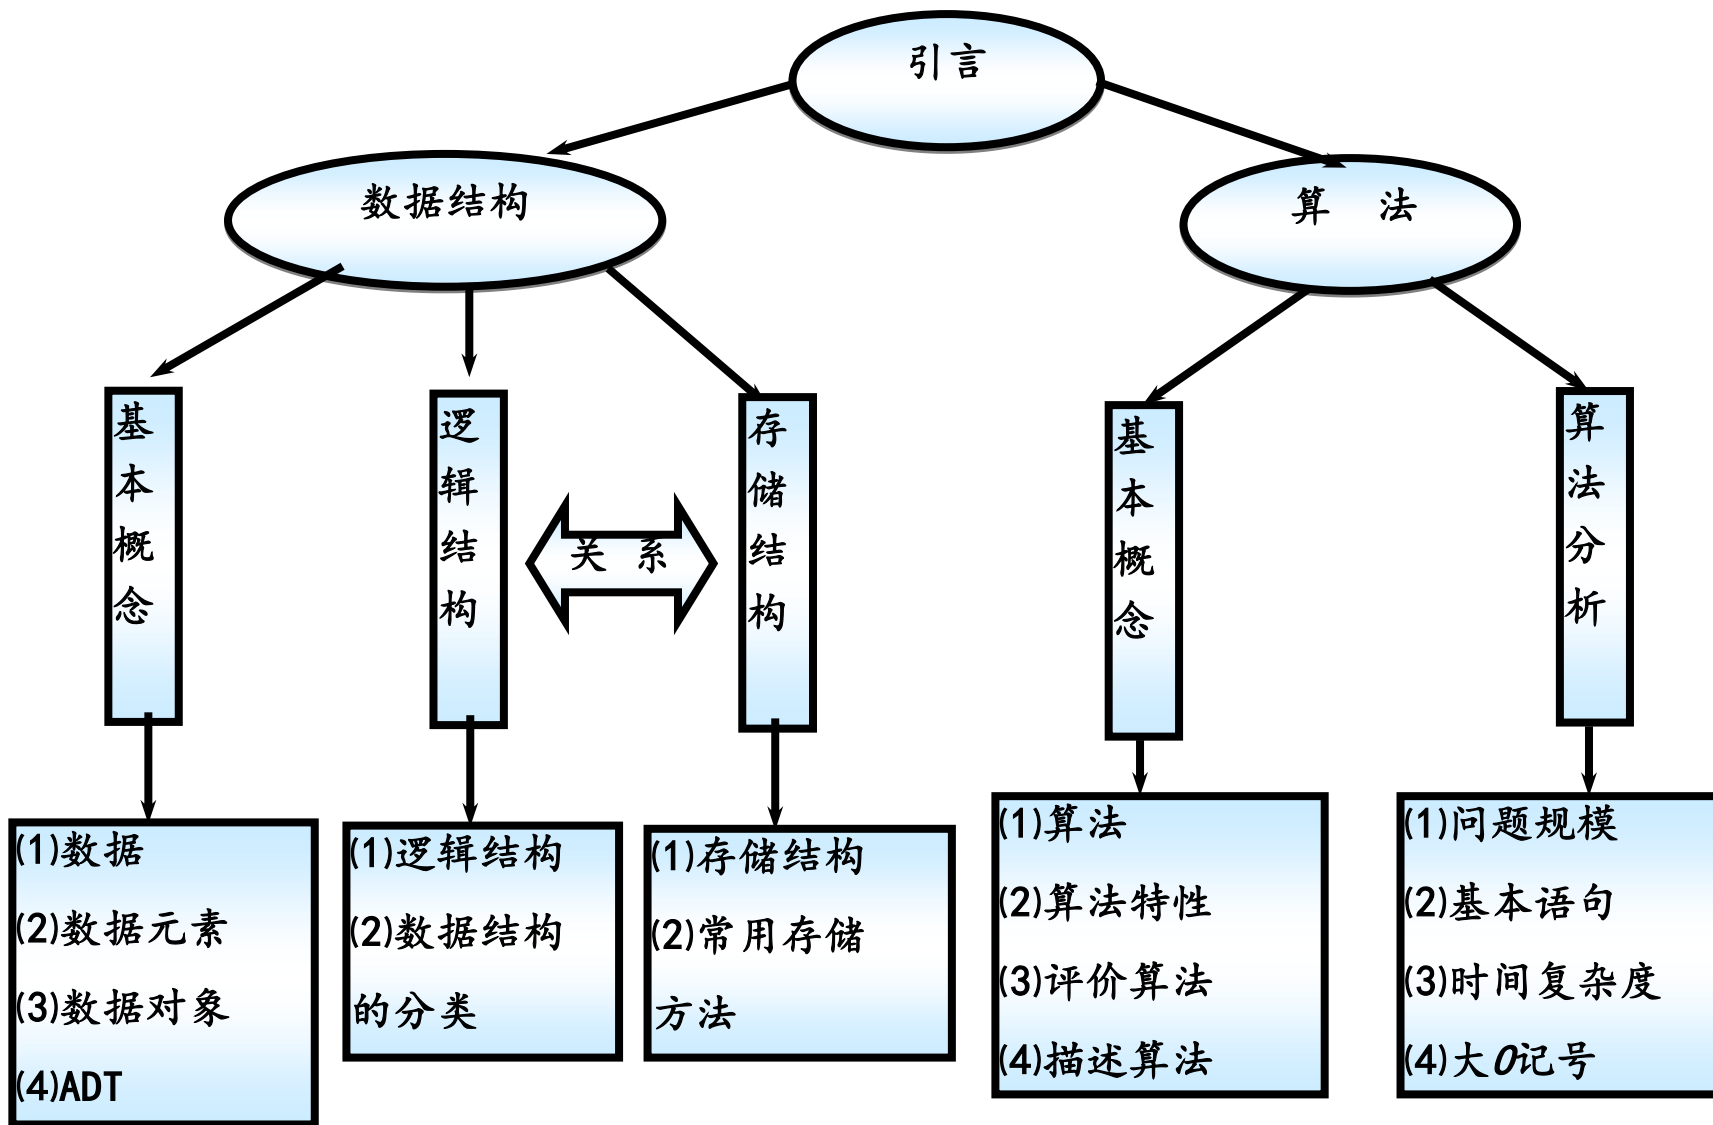 引言
数据结构
算 法
基本概念
逻辑结构
关 系
存储结构
基本概念
算法分析
(1)数据
(2)数据元素
(3)数据对象
(4)ADT
(1)逻辑结构
(2)数据结构
的分类
(1)存储结构
(2)常用存储
方法
(1)算法
(2)算法特性
(3)评价算法
(4)描述算法
(1)问题规模
(2)基本语句
(3)时间复杂度
(4)大O记号